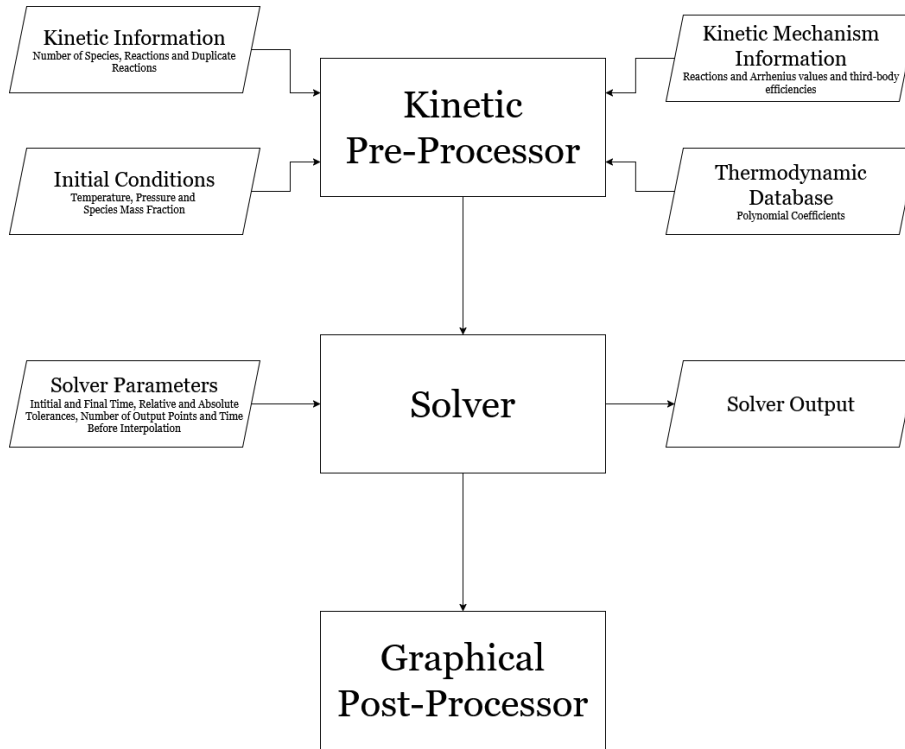 Kinetic Information
Number of Species, Reactions and Duplicate
Reactions
Kinetic Mechanism
Information
Reactions and Arrhenius values and third-body
efficiencies
Kinetic
Pre-Processor
Initial Conditions
Temperature, Pressure and
Species Mass Fraction
Thermodynamic
Database
Polynomial Coefficients
Solver Parameters
Intitial and Final Time, Relative and Absolute
Tolerances, Number of Output Points and Time
Before Interpolation
Solver
Solver Output
Graphical
Post-Processor